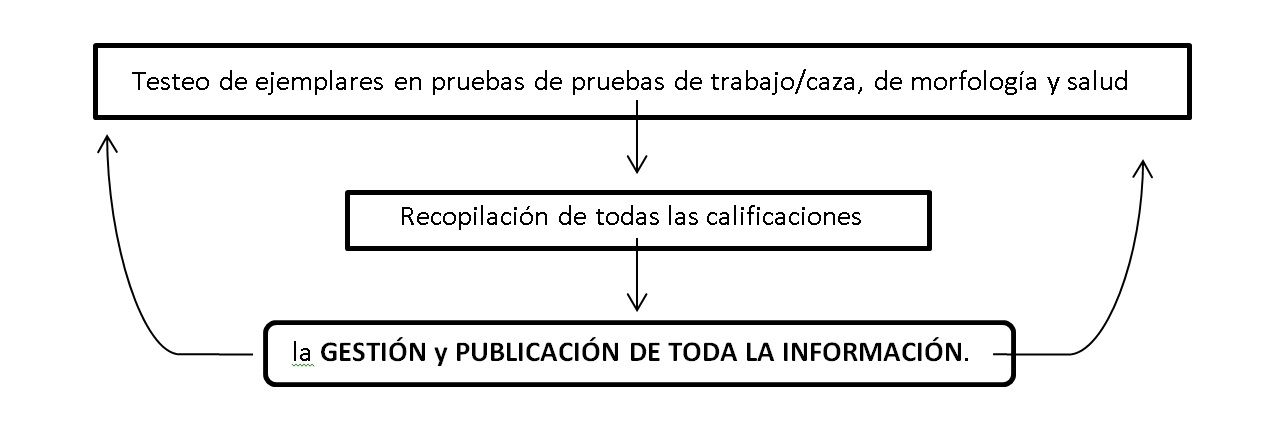 Testeo de ejemplares en pruebas de pruebas de trabajo/caza, de morfología y salud
Recopilación de todas las calificaciones
la GESTIÓN y PUBLICACIÓN DE TODA LA INFORMACIÓN.